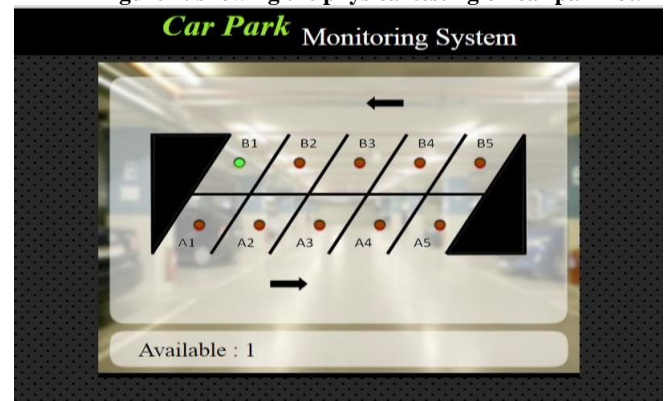 Car Park Monitoring System
B1 B2 B3 B4 B5
A1 A2 A3 A4 A5
Available : 1